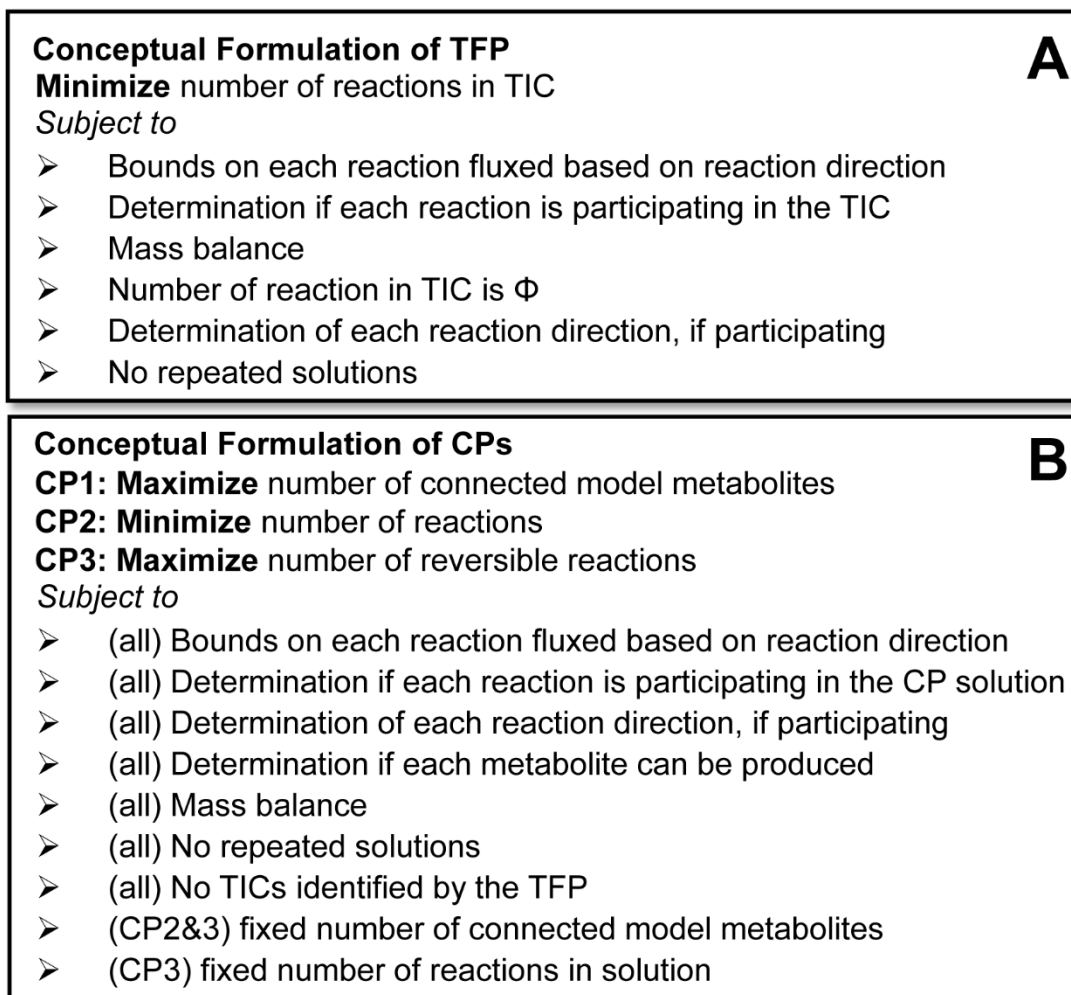 Conceptual Formulation of TFP
A
Minimize number of reactions in TIC
Subject to
➢ Bounds on each reaction fluxed based on reaction direction
➢ Determination if each reaction is participating in the TIC
➢ Mass balance
➢ Number of reaction in TIC is Φ
➢ Determination of each reaction direction, if participating
➢ No repeated solutions
Conceptual Formulation of CPs
B
CP1: Maximize number of connected model metabolites
CP2: Minimize number of reactions
CP3: Maximize number of reversible reactions
Subject to
➢ (all) Bounds on each reaction fluxed based on reaction direction
➢ (all) Determination if each reaction is participating in the CP solution
➢ (all) Determination of each reaction direction, if participating
➢ (all) Determination if each metabolite can be produced
➢ (all) Mass balance
➢ (all) No repeated solutions
➢ (all) No TICs identified by the TFP
➢ (CP2&3) fixed number of connected model metabolites
➢ (CP3) fixed number of reactions in solution